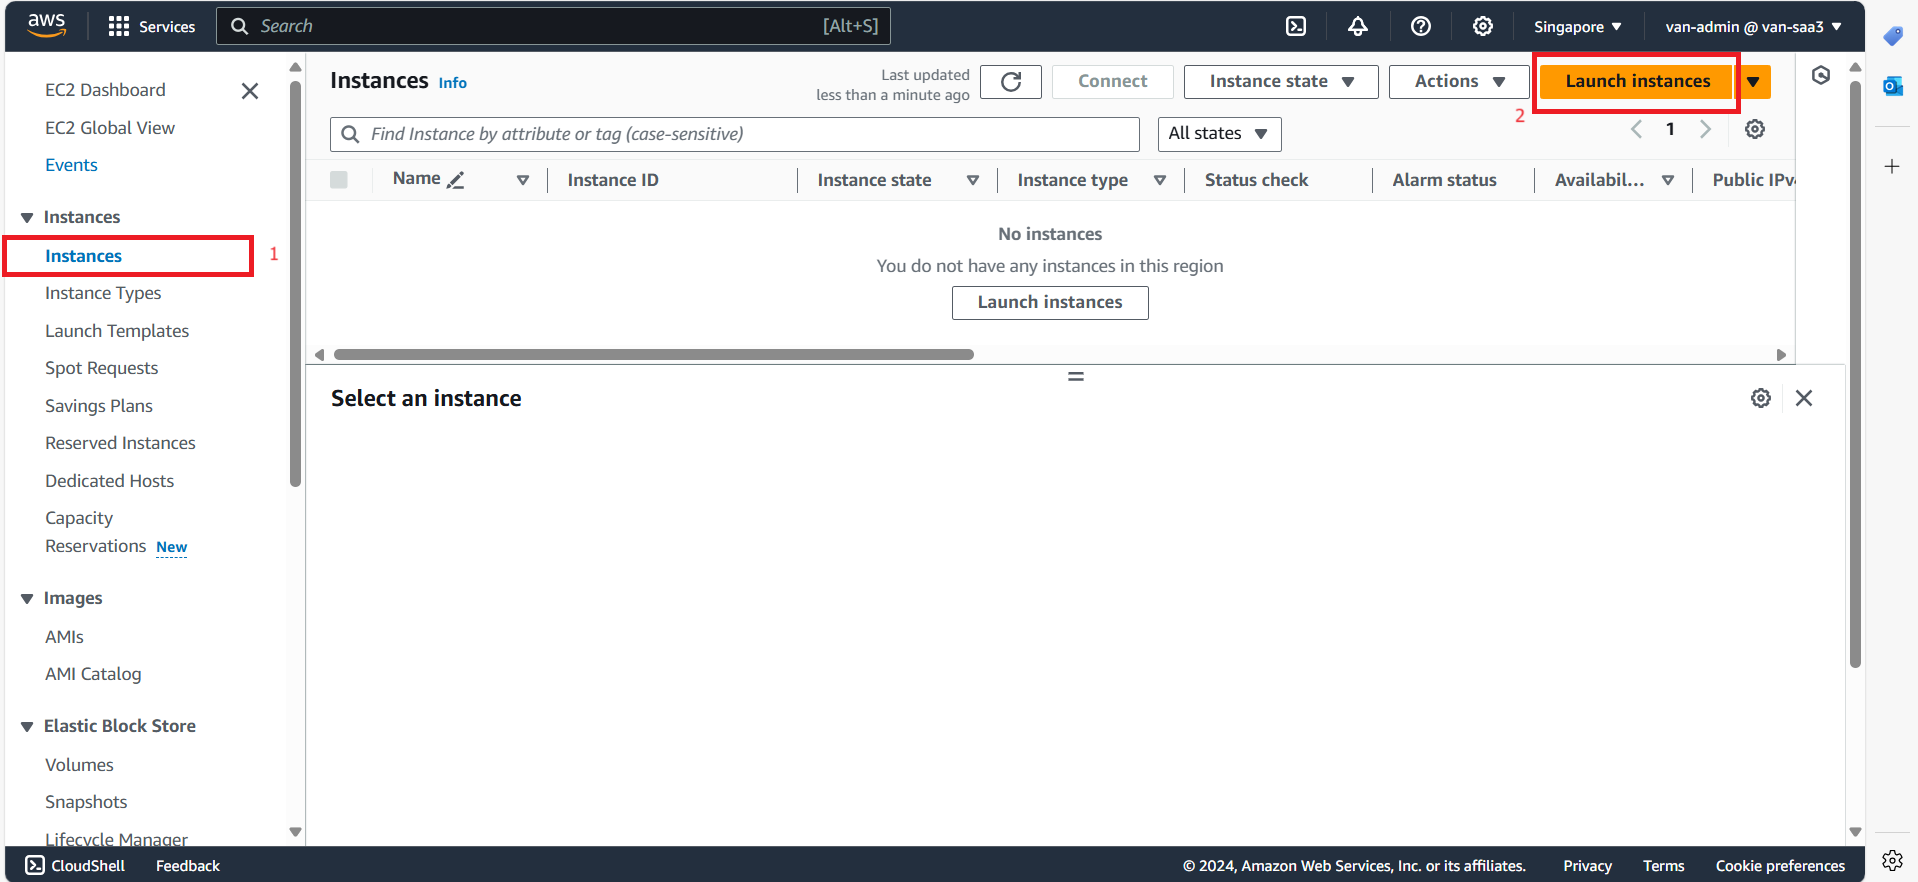 aws
Services
Search
[Alt+S]
Singapore
van-admin @ van-saa3
EC2 Dashboard
EC2 Global View
Events
Instances
Instances
1
Instance Types
Launch Templates
Spot Requests
Savings Plans
Reserved Instances
Dedicated Hosts
Capacity
Reservations New
Images
AMIs
AMI Catalog
Elastic Block Store
Volumes
Snapshots
Lifecycle Manager
Instances Info
Last updated
less than a minute ago
Connect
Instance state
Actions
Launch instances
2
Find Instance by attribute or tag (case-sensitive)
All states
1
Name
Instance ID
Instance state
Instance type
Status check
Alarm status
Availabil...
Public IPv4
No instances
You do not have any instances in this region
Launch instances
Select an instance
CloudShell
Feedback
© 2024, Amazon Web Services, Inc. or its affiliates.
Privacy
Terms
Cookie preferences